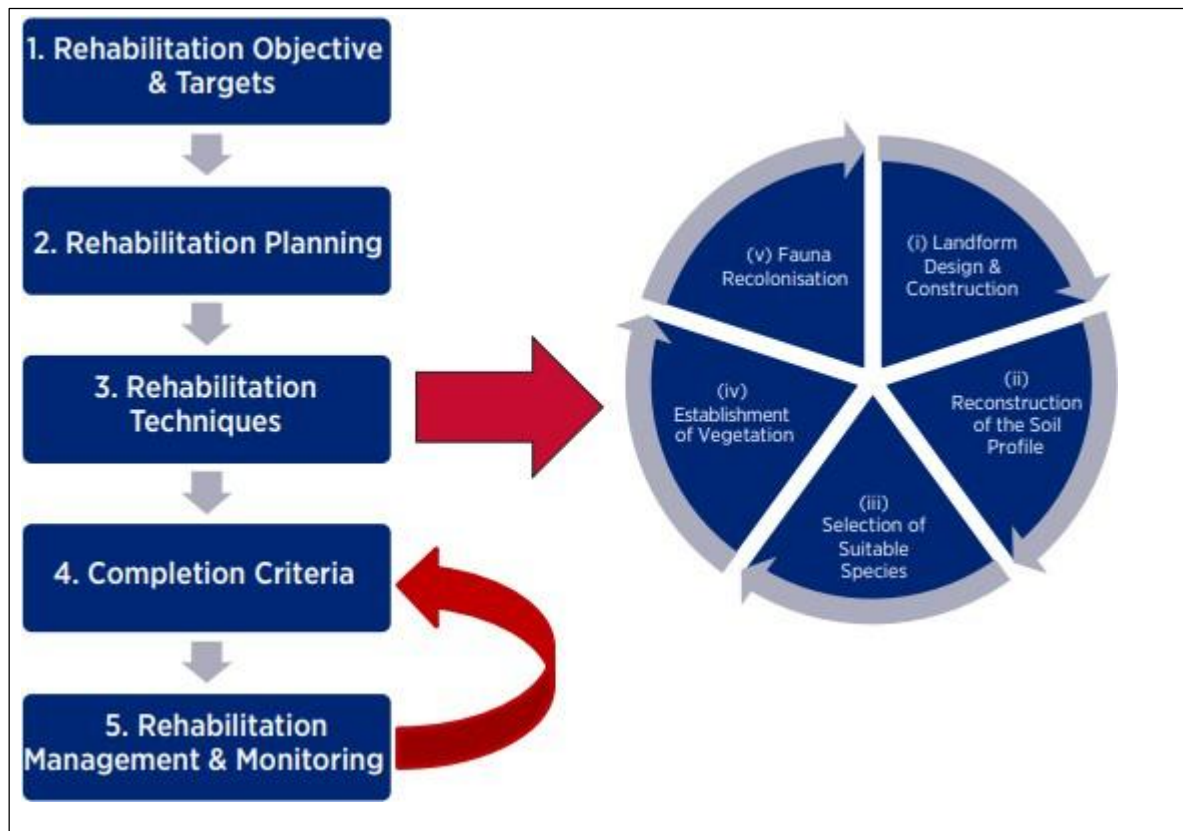 1. Rehabilitation Objective
& Targets
2. Rehabilitation Planning
3. Rehabilitation
Techniques
4. Completion Criteria
5. Rehabilitation
Management & Monitoring
(i) Landform
Design &
Construction
(ii)
Reconstruction
of the Soil
Profile
(iii)
Selection of
Suitable
Species
(iv)
Establishment
of Vegetation
(v) Fauna
Recolonisation